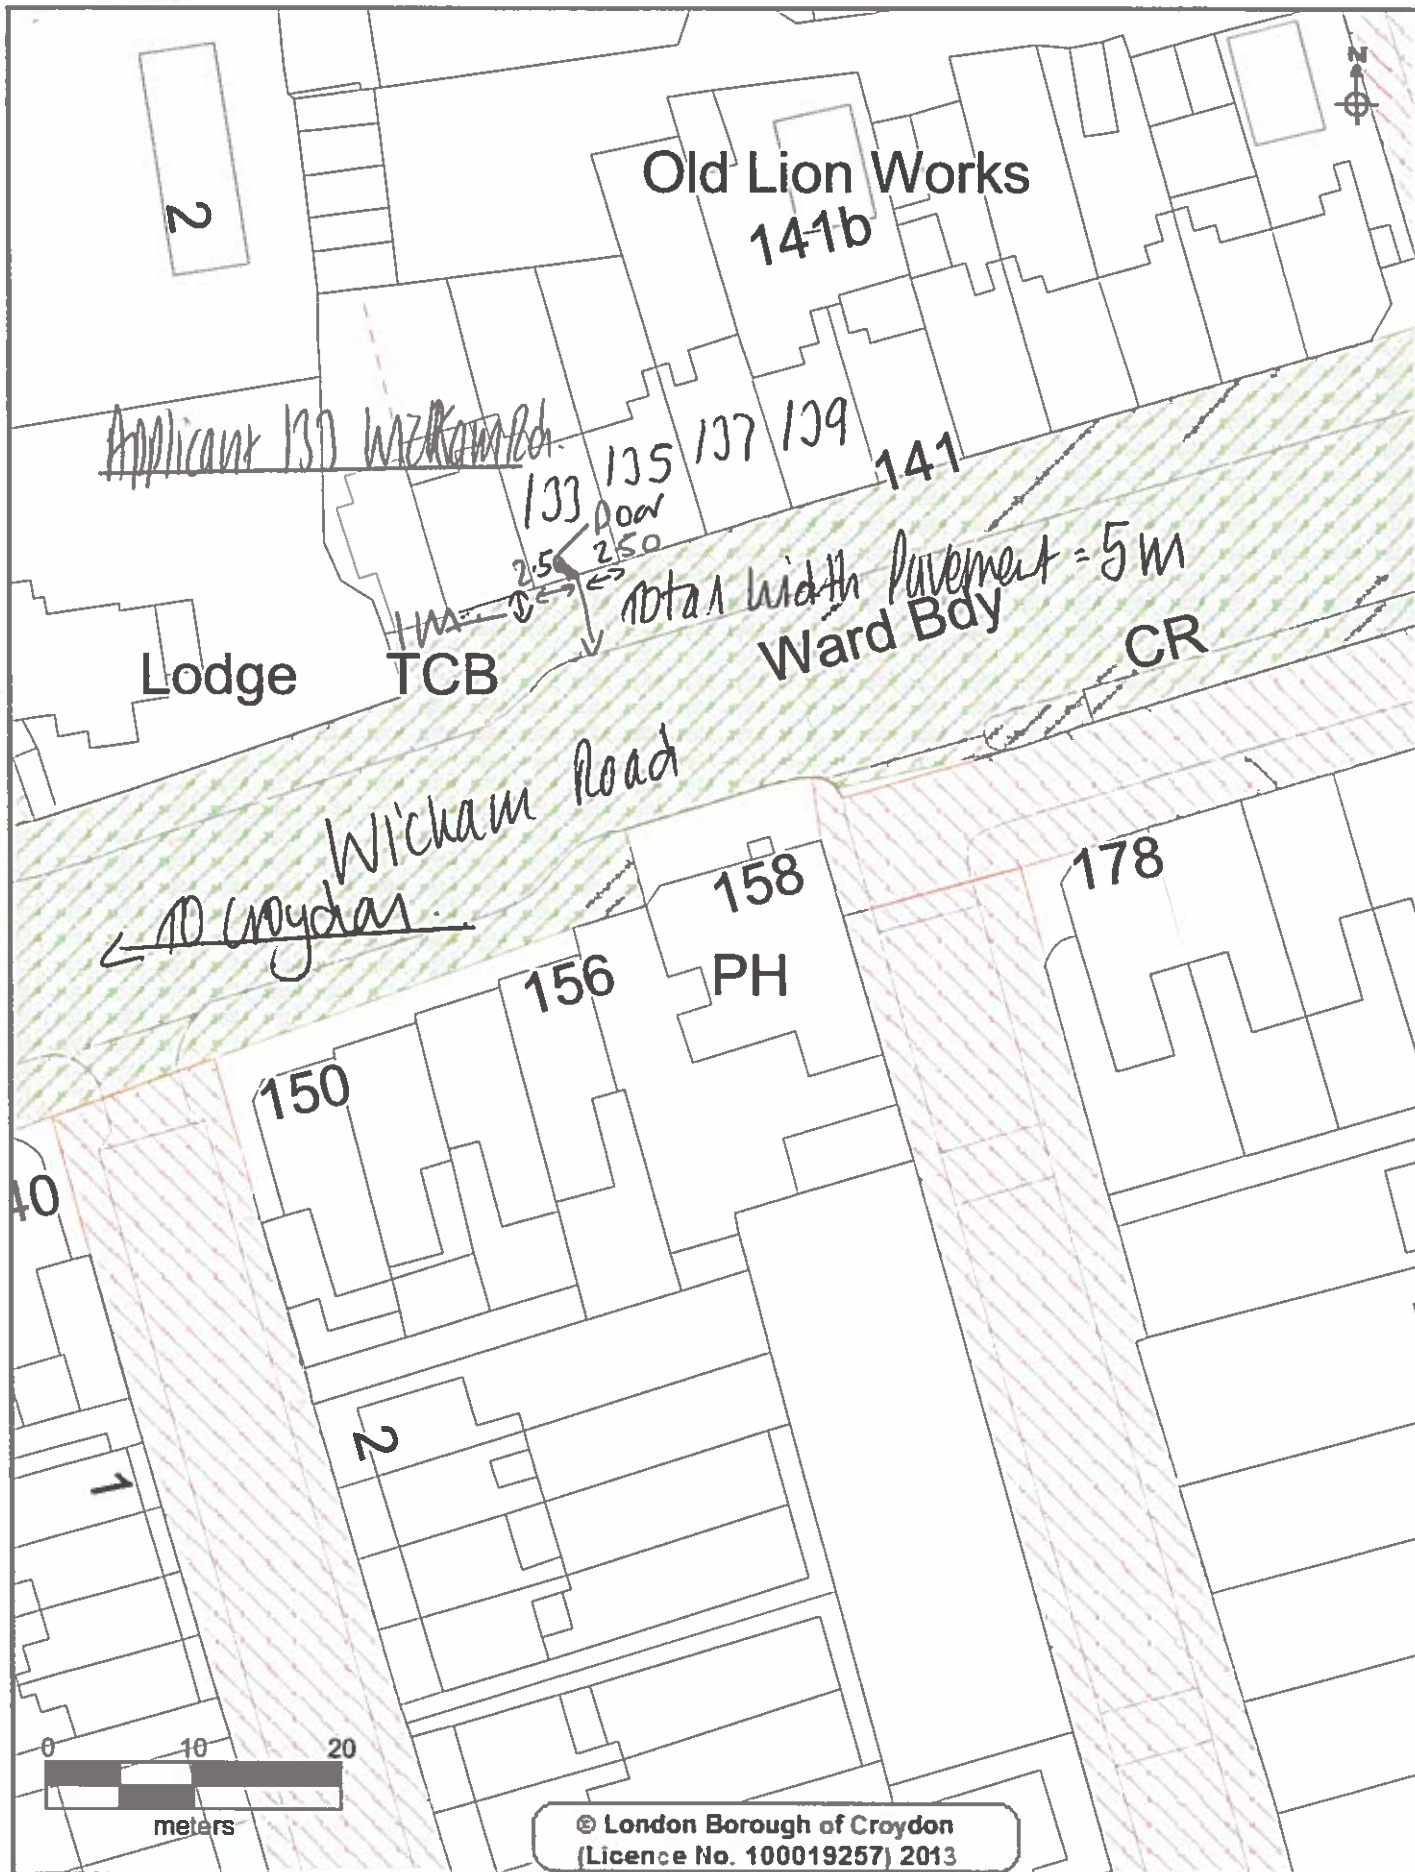 N
2
Old Lion Works
141b
Applicant 133 Wickham Rd.
133 135 137 139
141
Door
2.5 2.50
1m
Total width Pavement = 5m
Ward Bdy
CR
Lodge
TCB
Wickham Road
← To Croydon.
158
178
156
PH
150
40
2
1
0 10 20
meters
© London Borough of Croydon
(Licence No. 100019257) 2013